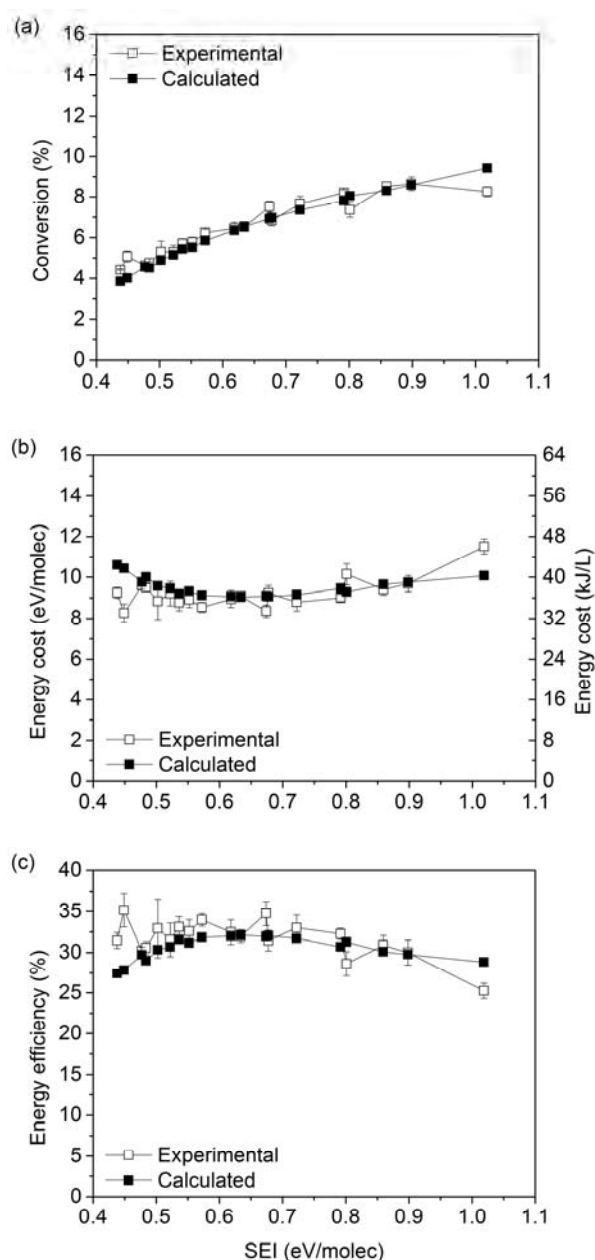 (a)
16
14
12
10
8
6
4
2
0
Conversion (%)
Experimental
Calculated
0.4 0.5 0.6 0.7 0.8 0.9 1.0 1.1
(b)
16
14
12
10
8
6
4
2
0
Energy cost (eV/molec)
Experimental
Calculated
64
56
48
40
32
24
16
8
0
Energy cost (kJ/L)
0.4 0.5 0.6 0.7 0.8 0.9 1.0 1.1
(c)
40
35
30
25
20
15
10
5
0
Energy efficiency (%)
Experimental
Calculated
0.4 0.5 0.6 0.7 0.8 0.9 1.0 1.1
SEI (eV/molec)